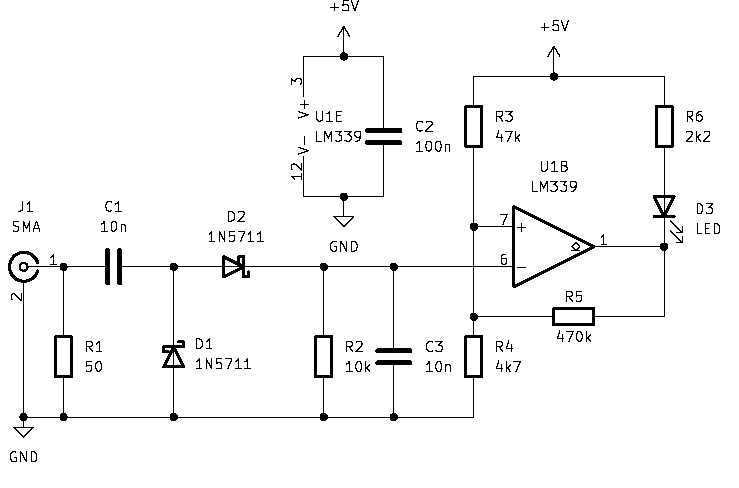 +5V
3
V+
U1E
LM339
V-
12
C2
100n
GND
+5V
R3
47k
R6
2k2
U1B
LM339
7
+
6
-
1
D3
LED
R5
470k
J1
SMA
1
2
C1
10n
D2
1N5711
R1
50
D1
1N5711
R2
10k
C3
10n
R4
4k7
GND